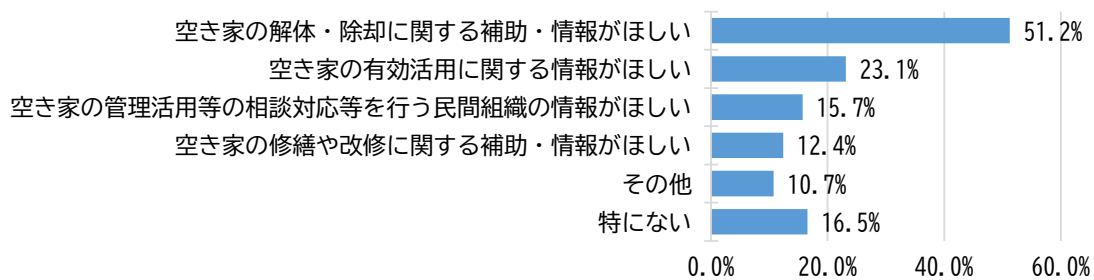 空き家の解体・除却に関する補助・情報がほしい 51.2%
空き家の有効活用に関する情報がほしい 23.1%
空き家の管理活用等の相談対応等を行う民間組織の情報がほしい 15.7%
空き家の修繕や改修に関する補助・情報がほしい 12.4%
その他 10.7%
特にない 16.5%
0.0% 20.0% 40.0% 60.0%